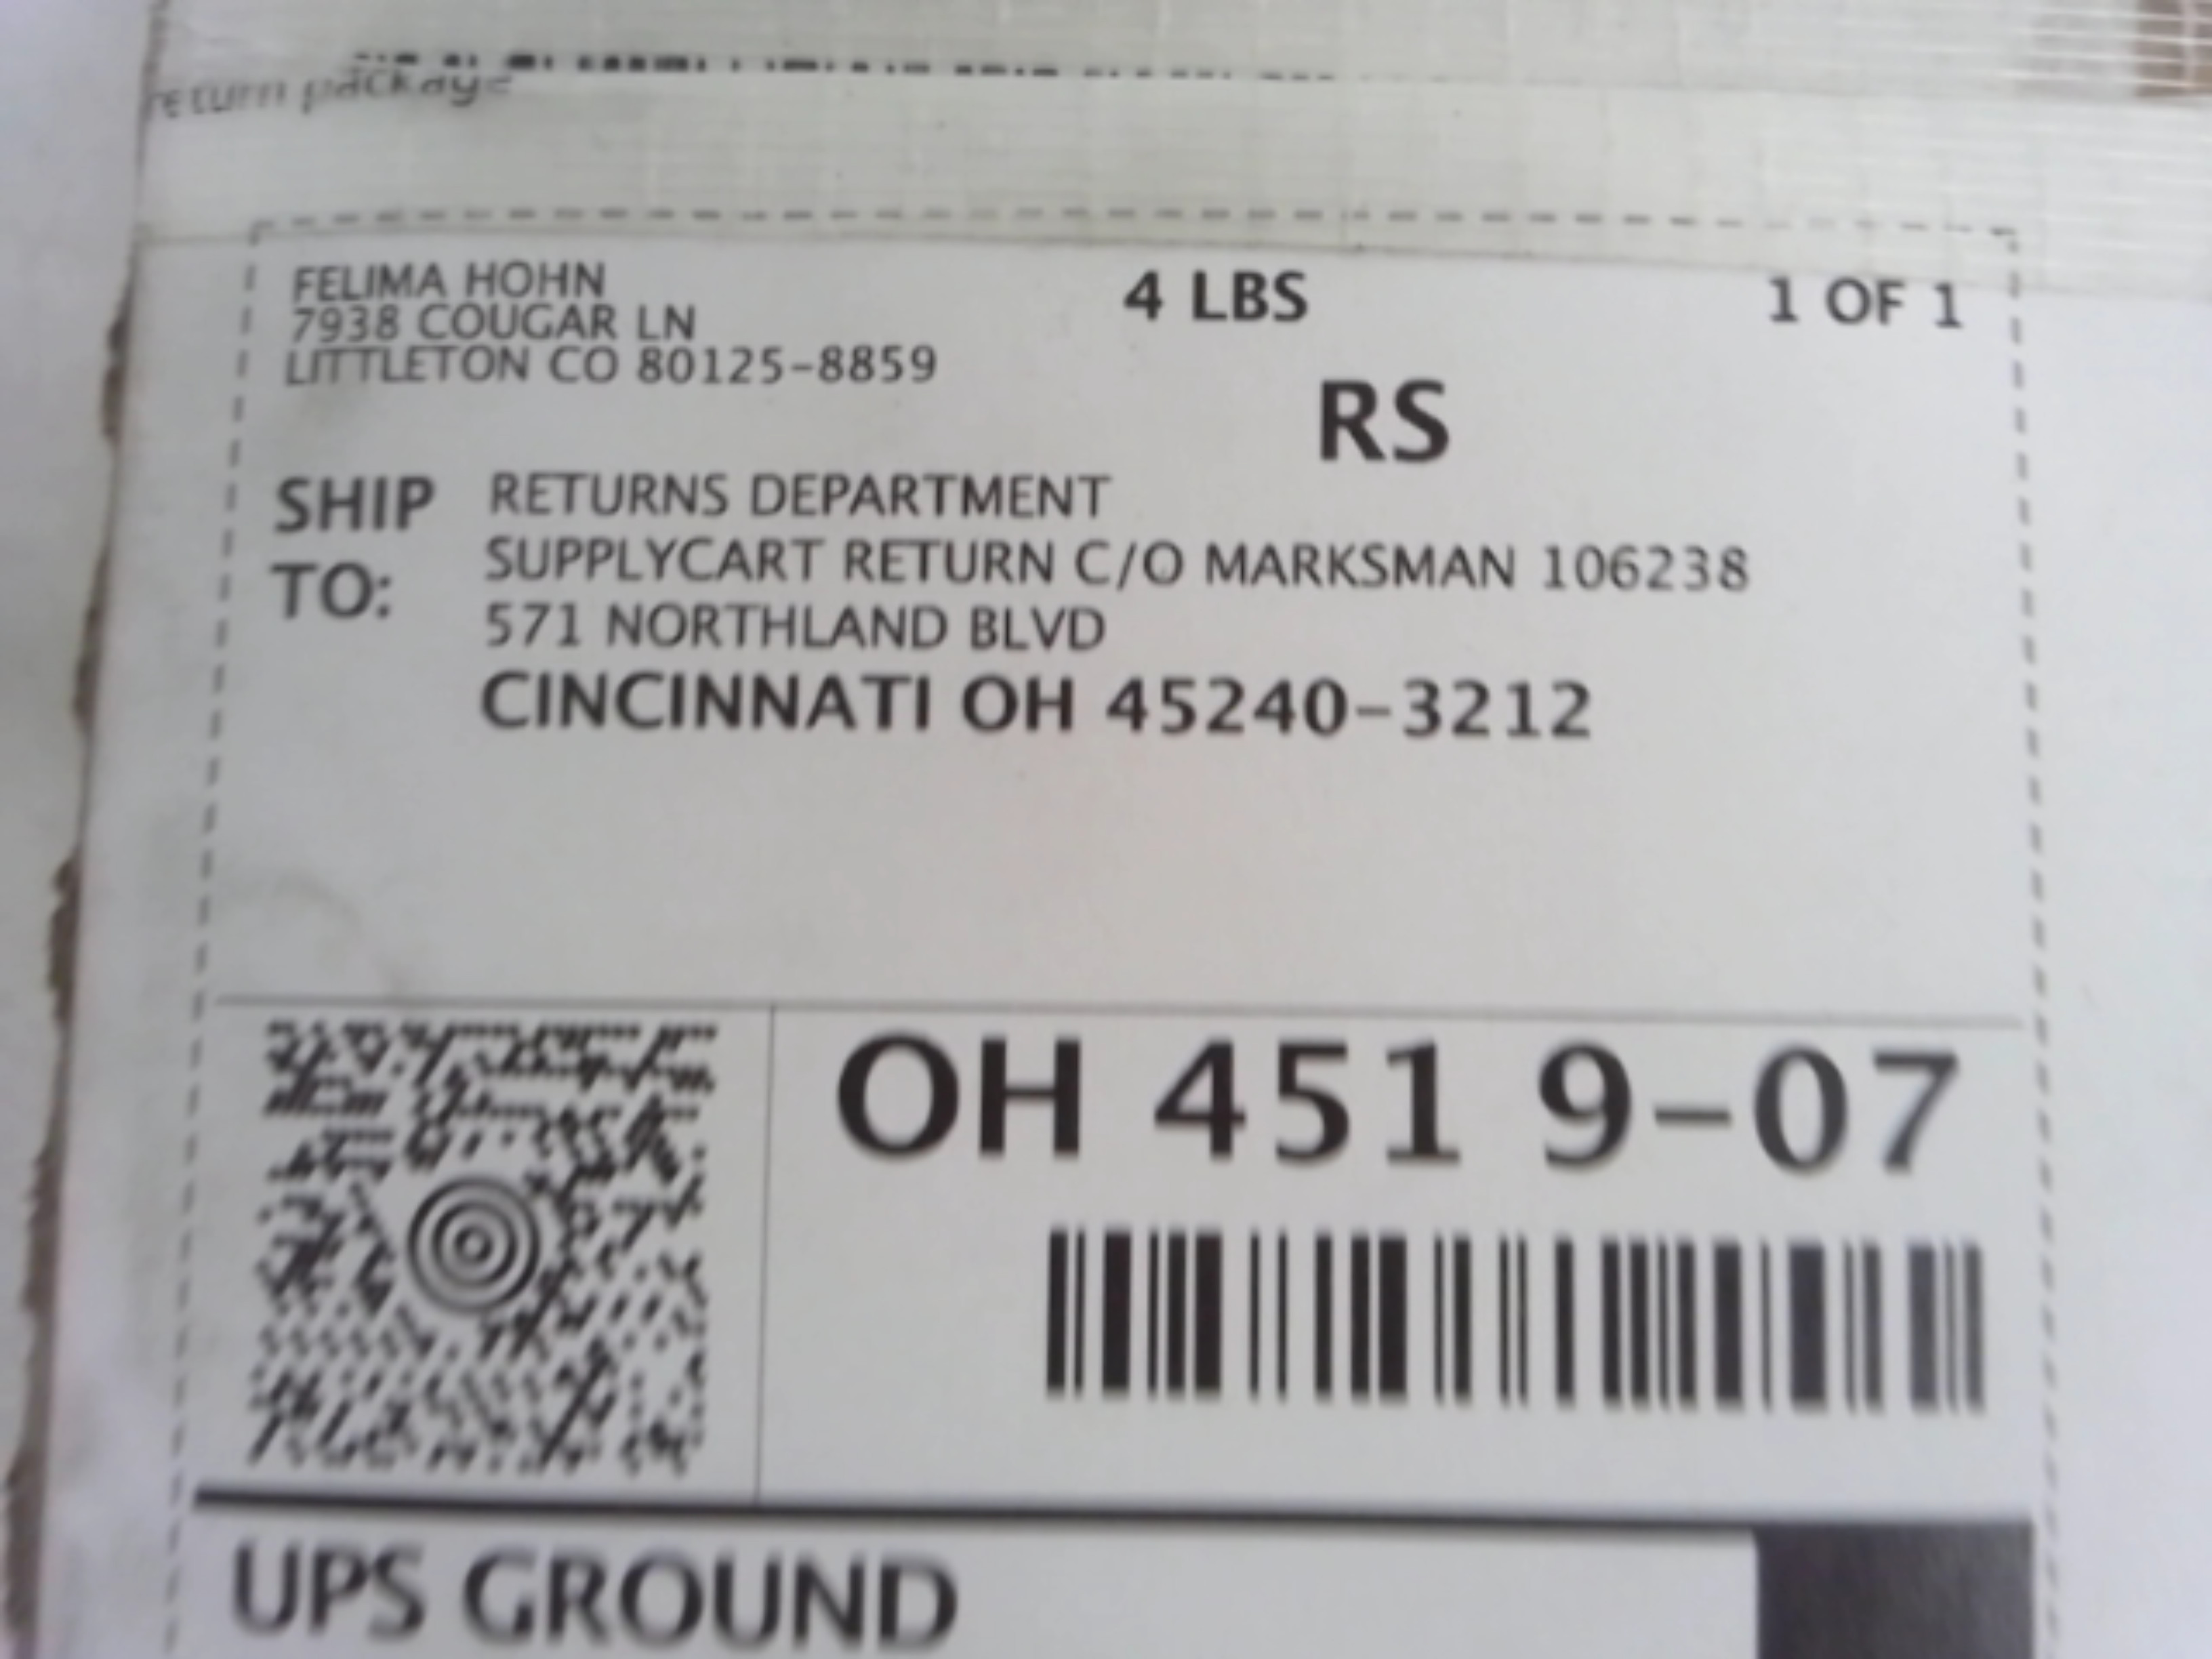 return package
FELIMA HOHN
7938 COUGAR LN
LITTLETON CO 80125-8859
4 LBS
1 OF 1
RS
SHIP TO:
RETURNS DEPARTMENT
SUPPLYCART RETURN C/O MARKSMAN 106238
571 NORTHLAND BLVD
CINCINNATI OH 45240-3212
OH 451 9-07
UPS GROUND